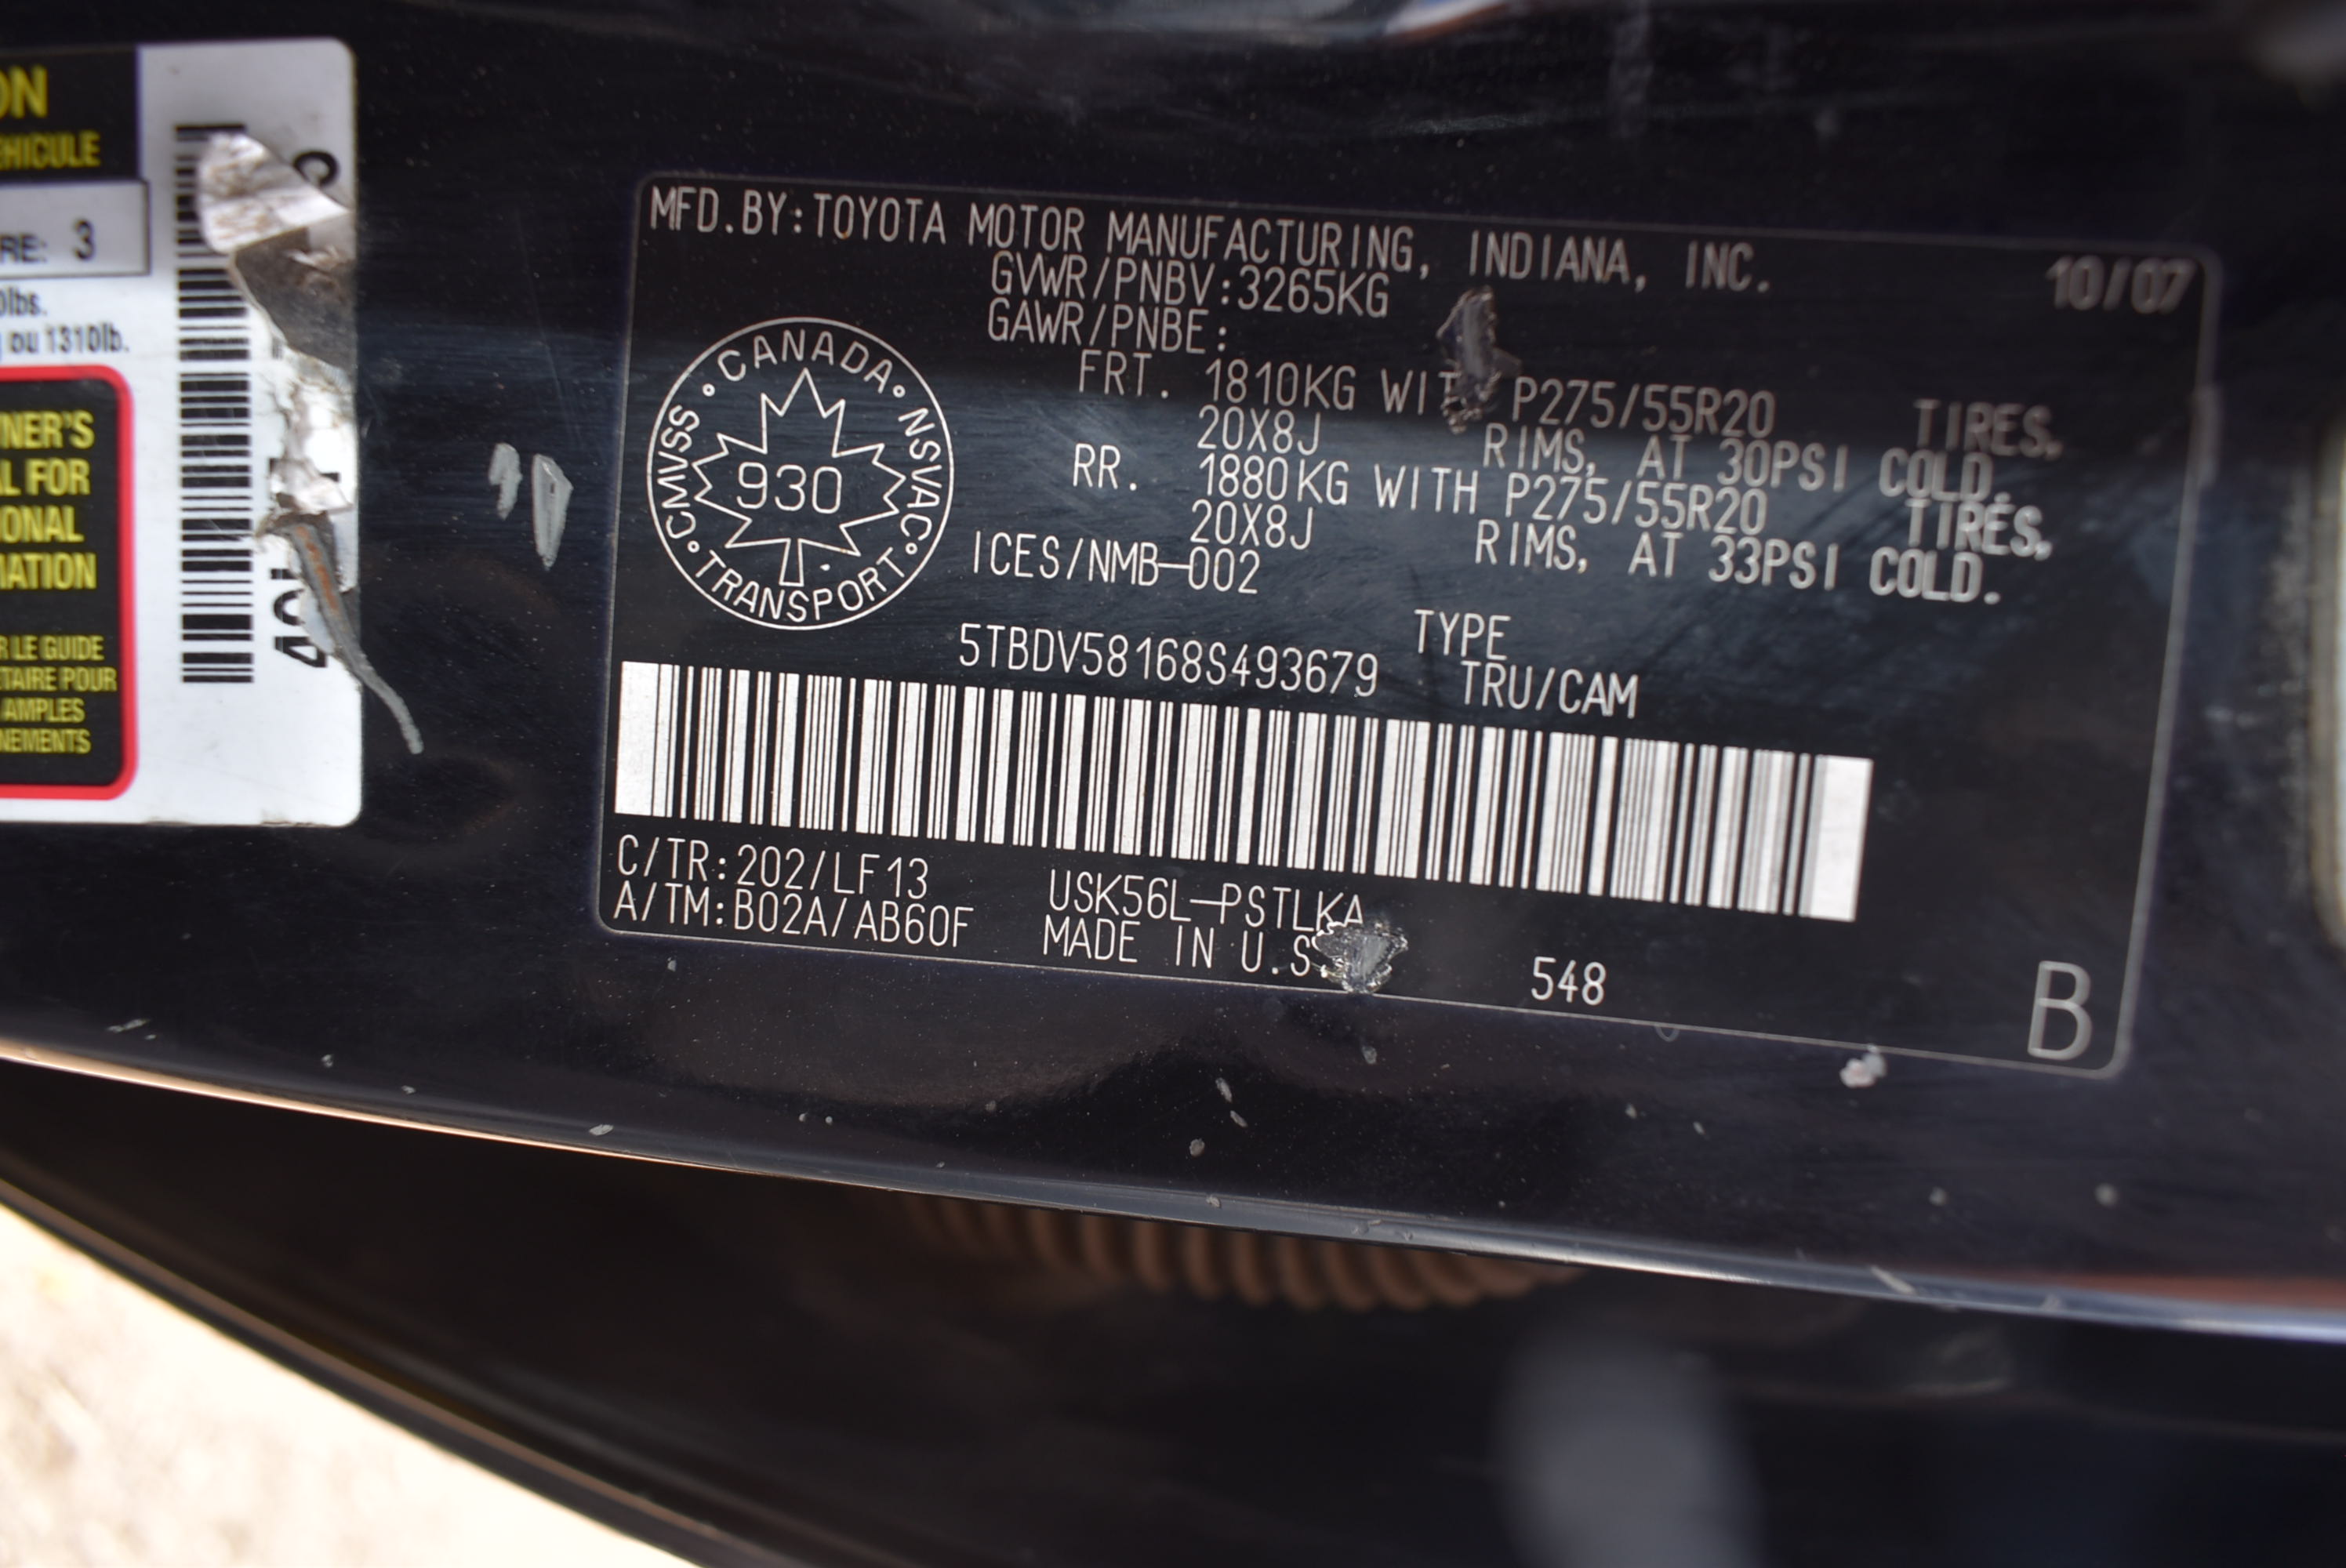 ON
EHICULE
RE: 3
0lbs.
ou 1310lb.
NER'S
L FOR
IONAL
MATION
R LE GUIDE
TAIRE POUR
AMPLES
NEMENTS
MFD.BY:TOYOTA MOTOR MANUFACTURING, INDIANA, INC. 10/07
GVWR/PNBV:3265KG
GAWR/PNBE:
FRT. 1810KG WIT P275/55R20 TIRES,
20X8J RIMS, AT 30PSI COLD.
RR. 1880KG WITH P275/55R20 TIRES,
20X8J RIMS, AT 33PSI COLD.
ICES/NMB-002
CANADA
CMVSS
NSVAC
930
TRANSPORT
5TBDV58168S493679 TYPE
TRU/CAM
C/TR:202/LF13 USK56L-PSTLKA
A/TM:B02A/AB60F MADE IN U.S. 548
B